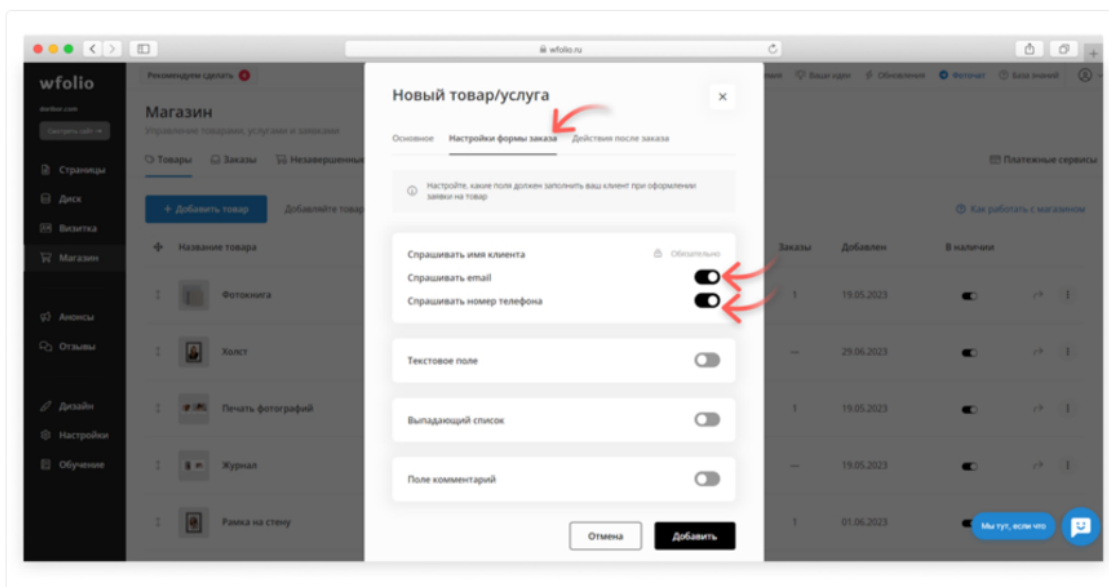 wfolio.ru
wfolio
Рекомендуем сделать
Ваши идеи
Обновления
Фоточат
База знаний
Смотреть сайт →
Магазин
Управление товарами, услугами и заявками
Товары
Заказы
Незавершенные
Платежные сервисы
+ Добавить товар
Добавляйте товар
Как работать с магазином
Страницы
Диск
Визитка
Магазин
Анонсы
Отзывы
Дизайн
Настройки
Обучение
Название товара
Заказы
Добавлен
В наличии
Фотокнига
1
19.05.2023
Холст
—
29.06.2023
Печать фотографий
1
19.05.2023
Журнал
—
19.05.2023
Рамка на стену
1
01.06.2023
Новый товар/услуга
Основное
Настройки формы заказа
Действия после заказа
Настройте, какие поля должен заполнить ваш клиент при оформлении
заявки на товар
Спрашивать имя клиента
Обязательно
Спрашивать email
Спрашивать номер телефона
Текстовое поле
Выпадающий список
Поле комментарий
Отмена
Добавить
Мы тут, если что